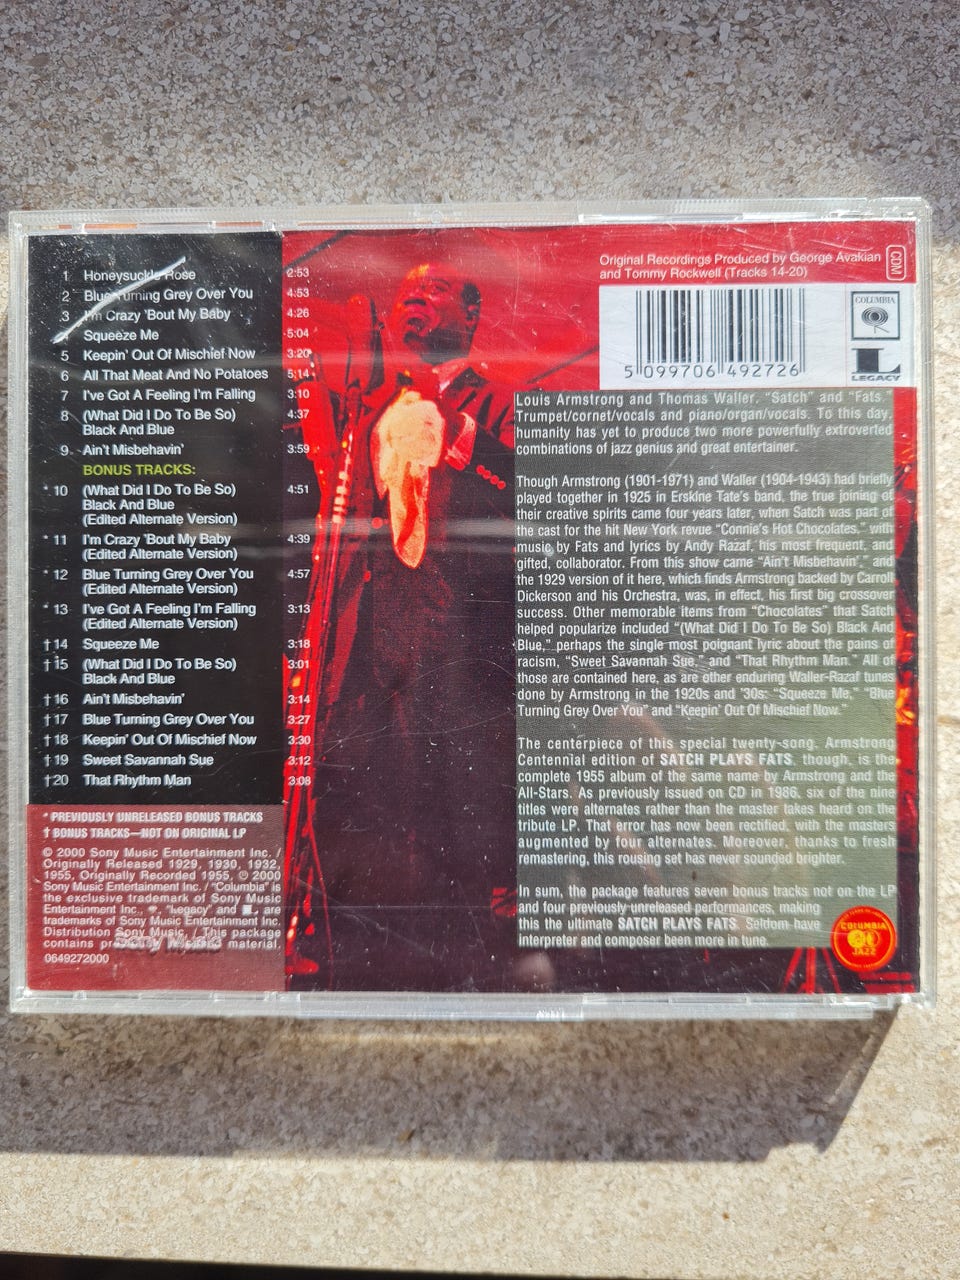 1 Honeysuckle Rose 2:53
2 Blue Turning Grey Over You 4:53
3 I'm Crazy 'Bout My Baby 4:26
4 Squeeze Me 5:04
5 Keepin' Out Of Mischief Now 3:20
6 All That Meat And No Potatoes 5:14
7 I've Got A Feeling I'm Falling 3:10
8 (What Did I Do To Be So) 4:37
Black And Blue
9 Ain't Misbehavin' 3:59
BONUS TRACKS:
* 10 (What Did I Do To Be So) 4:51
Black And Blue
(Edited Alternate Version)
* 11 I'm Crazy 'Bout My Baby 4:39
(Edited Alternate Version)
* 12 Blue Turning Grey Over You 4:57
(Edited Alternate Version)
* 13 I've Got A Feeling I'm Falling 3:13
(Edited Alternate Version)
† 14 Squeeze Me 3:18
† 15 (What Did I Do To Be So) 3:01
Black And Blue
† 16 Ain't Misbehavin' 3:14
† 17 Blue Turning Grey Over You 3:27
† 18 Keepin' Out Of Mischief Now 3:30
† 19 Sweet Savannah Sue 3:12
† 20 That Rhythm Man 3:08
* PREVIOUSLY UNRELEASED BONUS TRACKS
† BONUS TRACKS—NOT ON ORIGINAL LP
© 2000 Sony Music Entertainment Inc. /
Originally Released 1929, 1930, 1932,
1955, Originally Recorded 1955, ℗ 2000
Sony Music Entertainment Inc. / "Columbia" is
the exclusive trademark of Sony Music
Entertainment Inc., "Legacy" and L are
trademarks of Sony Music Entertainment Inc.
Distribution Sony Music / This package
contains material.
Sony Music
0649272000
Original Recordings Produced by George Avakian
and Tommy Rockwell (Tracks 14-20)
CDM
5 099706 492726
COLUMBIA
L
LEGACY
Louis Armstrong and Thomas Waller. "Satch" and "Fats."
Trumpet/cornet/vocals and piano/organ/vocals. To this day,
humanity has yet to produce two more powerfully extroverted
combinations of jazz genius and great entertainer.
Though Armstrong (1901-1971) and Waller (1904-1943) had briefly
played together in 1925 in Erskine Tate's band, the true joining of
their creative spirits came four years later, when Satch was part of
the cast for the hit New York revue "Connie's Hot Chocolates," with
music by Fats and lyrics by Andy Razaf, his most frequent, and
gifted, collaborator. From this show came "Ain't Misbehavin'," and
the 1929 version of it here, which finds Armstrong backed by Carroll
Dickerson and his Orchestra, was, in effect, his first big crossover
success. Other memorable items from "Chocolates" that Satch
helped popularize included "(What Did I Do To Be So) Black And
Blue," perhaps the single most poignant lyric about the pains of
racism, "Sweet Savannah Sue," and "That Rhythm Man." All of
those are contained here, as are other enduring Waller-Razaf tunes
done by Armstrong in the 1920s and '30s: "Squeeze Me," "Blue
Turning Grey Over You" and "Keepin' Out Of Mischief Now."
The centerpiece of this special twenty-song, Armstrong
Centennial edition of SATCH PLAYS FATS, though, is the
complete 1955 album of the same name by Armstrong and the
All-Stars. As previously issued on CD in 1986, six of the nine
titles were alternates rather than the master takes heard on the
tribute LP. That error has now been rectified, with the masters
augmented by four alternates. Moreover, thanks to fresh
remastering, this rousing set has never sounded brighter.
In sum, the package features seven bonus tracks not on the LP
and four previously unreleased performances, making
this the ultimate SATCH PLAYS FATS. Seldom have
interpreter and composer been more in tune.
COLUMBIA
JAZZ